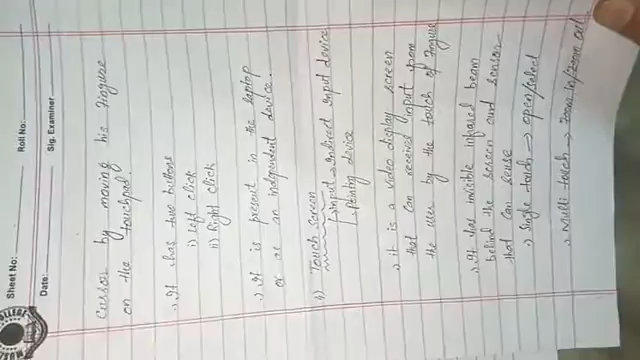 Sheet No:
Roll No:
Date:
Sig. Examiner
cursor by moving his finguse
on the touchpad.
→ It has two buttons
i) left click
ii) Right click
→ It is present in the laptop
or as an independent device.
4) Touch screen
→ Input → Indirect input device
→ Pointing device
→ it is a video display screen
that can received input from
the user by the touch of finguse
→ It has invisible infrared beam
behind the screen and sensor
that can sense
→ Single touch → open/select
→ Multi touch → zoom in/zoom out